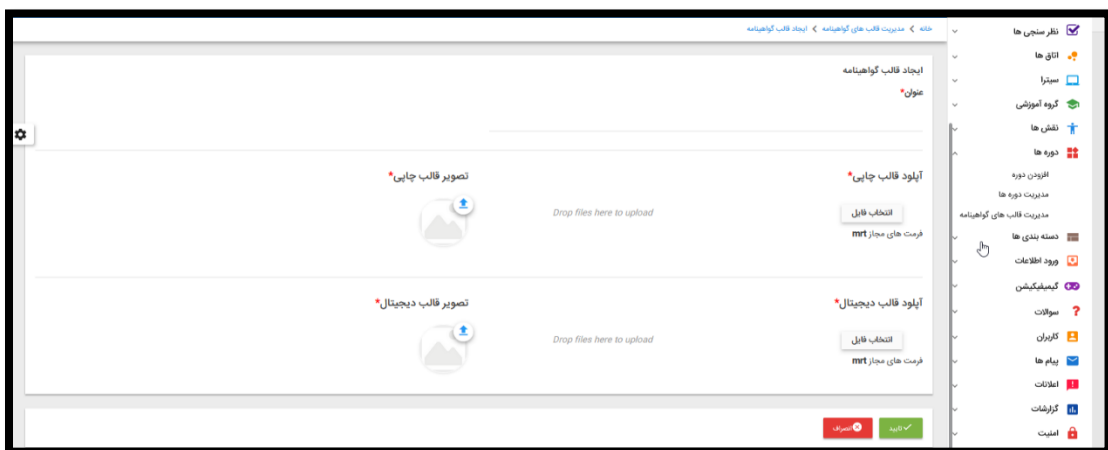 نظر سنجی ها
اتاق ها
سیترا
گروه آموزشی
نقش ها
دوره ها
افزودن دوره
مدیریت دوره ها
مدیریت قالب های گواهینامه
دسته بندی ها
ورود اطلاعات
گیمیفیکیشن
سوالات
کاربران
پیام ها
اعلانات
گزارشات
امنیت
خانه ❯ مدیریت قالب های گواهینامه ❯ ایجاد قالب گواهینامه
ایجاد قالب گواهینامه
عنوان*
آپلود قالب چاپی*
انتخاب فایل
Drop files here to upload
فرمت های مجاز mrt
تصویر قالب چاپی*
آپلود قالب دیجیتال*
انتخاب فایل
Drop files here to upload
فرمت های مجاز mrt
تصویر قالب دیجیتال*
تایید
انصراف